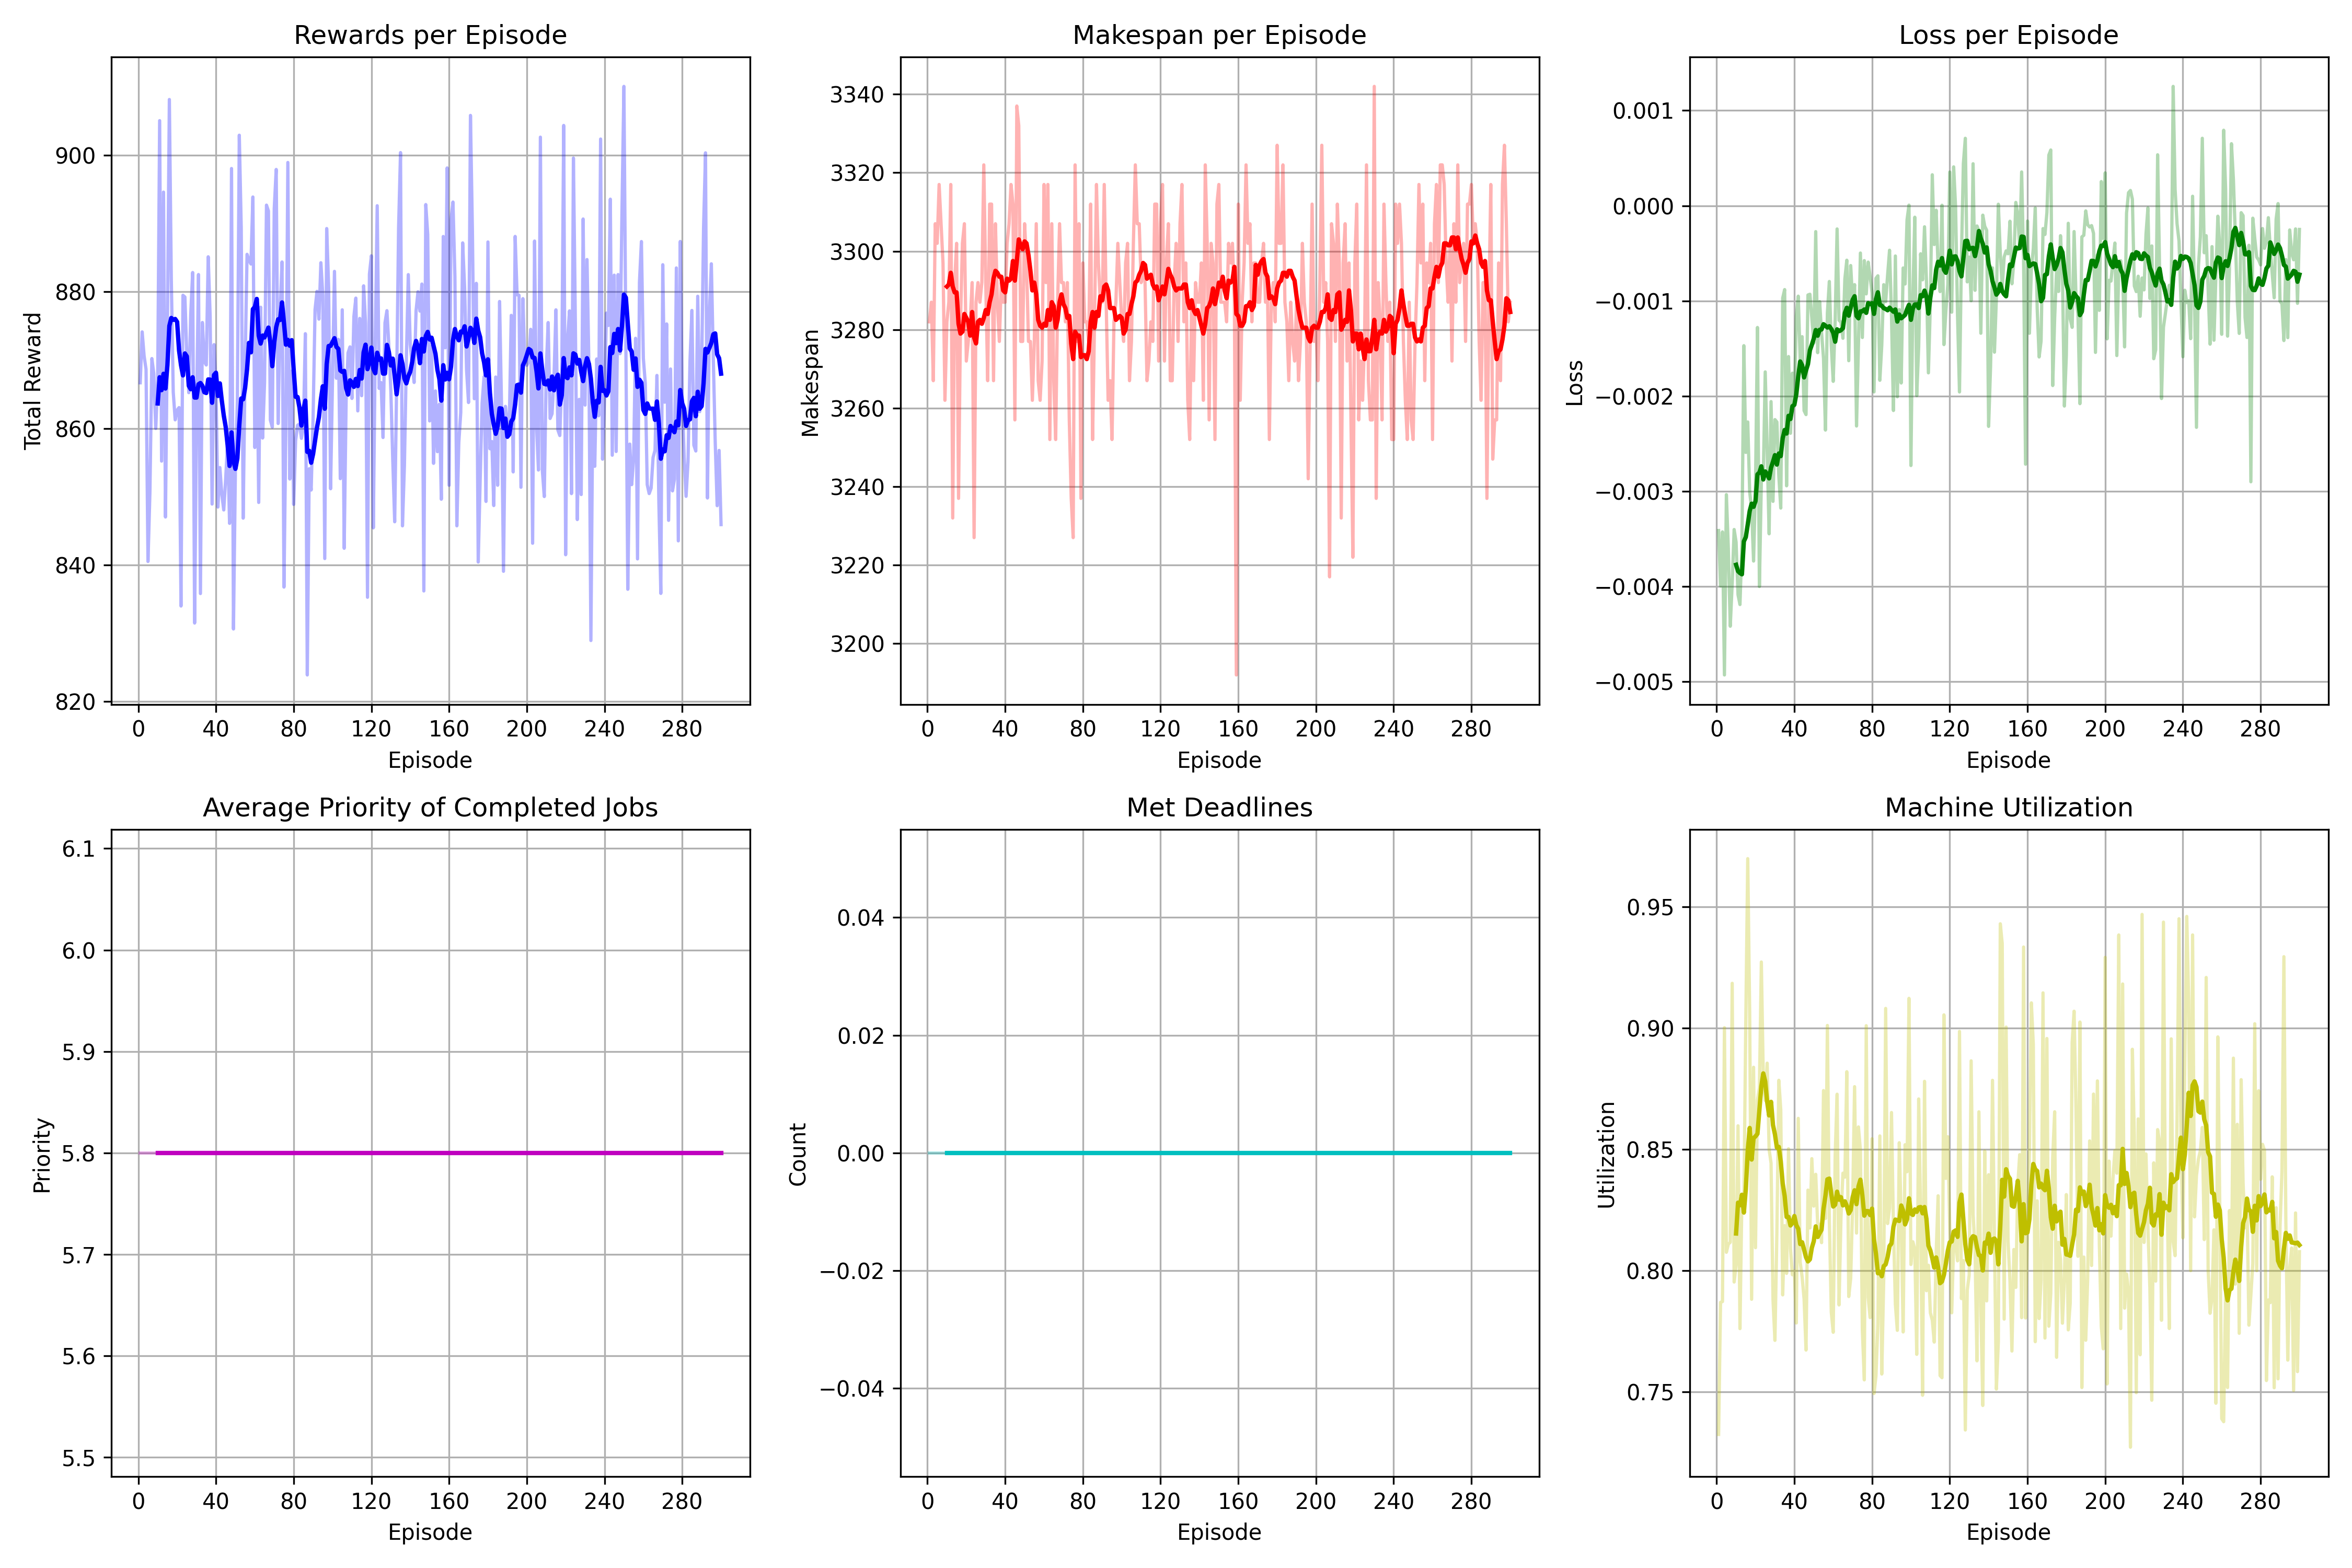 Rewards per Episode
Total Reward
900
880
860
840
820
0 40 80 120 160 200 240 280
Episode
Makespan per Episode
Makespan
3340
3320
3300
3280
3260
3240
3220
3200
0 40 80 120 160 200 240 280
Episode
Loss per Episode
Loss
0.001
0.000
−0.001
−0.002
−0.003
−0.004
−0.005
0 40 80 120 160 200 240 280
Episode
Average Priority of Completed Jobs
Priority
6.1
6.0
5.9
5.8
5.7
5.6
5.5
0 40 80 120 160 200 240 280
Episode
Met Deadlines
Count
0.04
0.02
0.00
−0.02
−0.04
0 40 80 120 160 200 240 280
Episode
Machine Utilization
Utilization
0.95
0.90
0.85
0.80
0.75
0 40 80 120 160 200 240 280
Episode